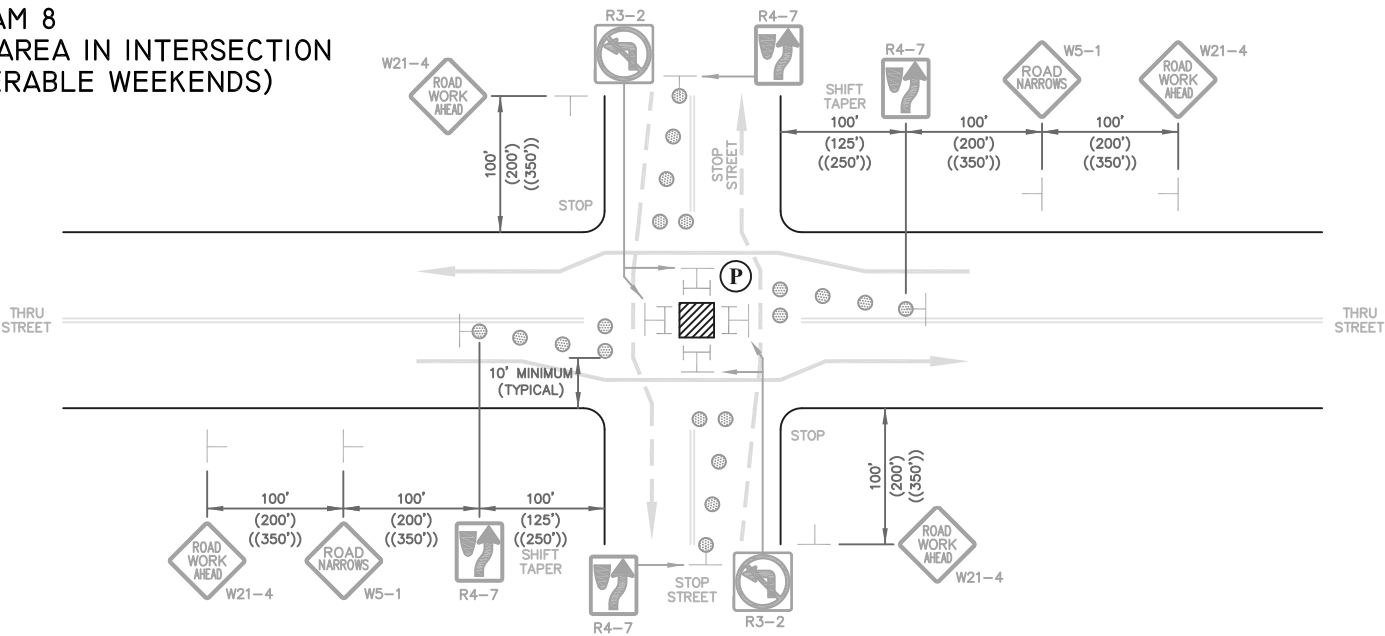 AM 8
AREA IN INTERSECTION
ERABLE WEEKENDS)
R3-2
R4-7
R4-7
W5-1
W21-4
W21-4
ROAD
WORK
AHEAD
ROAD
NARROWS
ROAD
WORK
AHEAD
SHIFT
TAPER
100'
(125')
((250'))
100'
(200')
((350'))
100'
(200')
((350'))
100'
(200')
((350'))
STOP
STREET
STOP
P
THRU
STREET
THRU
STREET
10' MINIMUM
(TYPICAL)
STOP
100'
(200')
((350'))
100'
(200')
((350'))
100'
(200')
((350'))
100'
(125')
((250'))
SHIFT
TAPER
ROAD
WORK
AHEAD
W21-4
ROAD
NARROWS
W5-1
R4-7
R4-7
STOP
STREET
R3-2
ROAD
WORK
AHEAD
W21-4